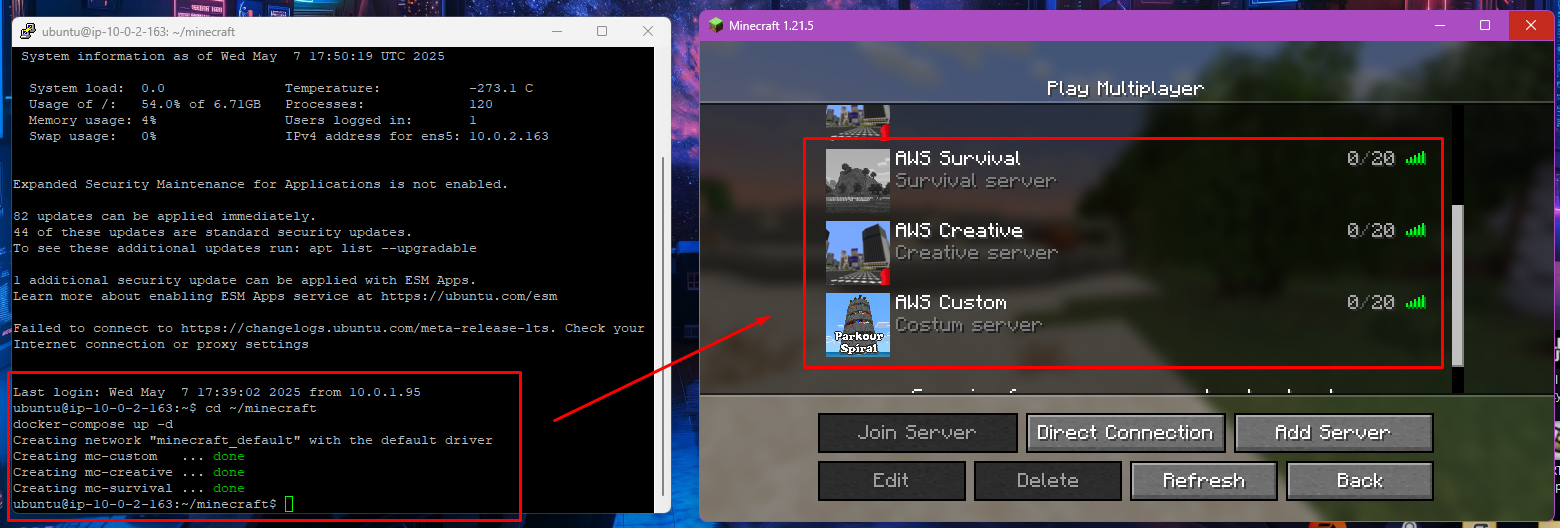 ubuntu@ip-10-0-2-163: ~/minecraft
System information as of Wed May  7 17:50:19 UTC 2025
System load:  0.0               Temperature:           -273.1 C
Usage of /:   54.0% of 6.71GB   Processes:             120
Memory usage: 4%                Users logged in:       1
Swap usage:   0%                IPv4 address for ens5: 10.0.2.163
Expanded Security Maintenance for Applications is not enabled.
82 updates can be applied immediately.
44 of these updates are standard security updates.
To see these additional updates run: apt list --upgradable
1 additional security update can be applied with ESM Apps.
Learn more about enabling ESM Apps service at https://ubuntu.com/esm
Failed to connect to https://changelogs.ubuntu.com/meta-release-lts. Check your
Internet connection or proxy settings
Last login: Wed May  7 17:39:02 2025 from 10.0.1.95
ubuntu@ip-10-0-2-163:~$ cd ~/minecraft
docker-compose up -d
Creating network "minecraft_default" with the default driver
Creating mc-custom   ... done
Creating mc-creative ... done
Creating mc-survival ... done
ubuntu@ip-10-0-2-163:~/minecraft$
Minecraft 1.21.5
Play Multiplayer
AWS Survival 0/20
Survival server
AWS Creative 0/20
Creative server
AWS Custom 0/20
Costum server
Parkour
Spiral
Join Server
Direct Connection
Add Server
Edit
Delete
Refresh
Back